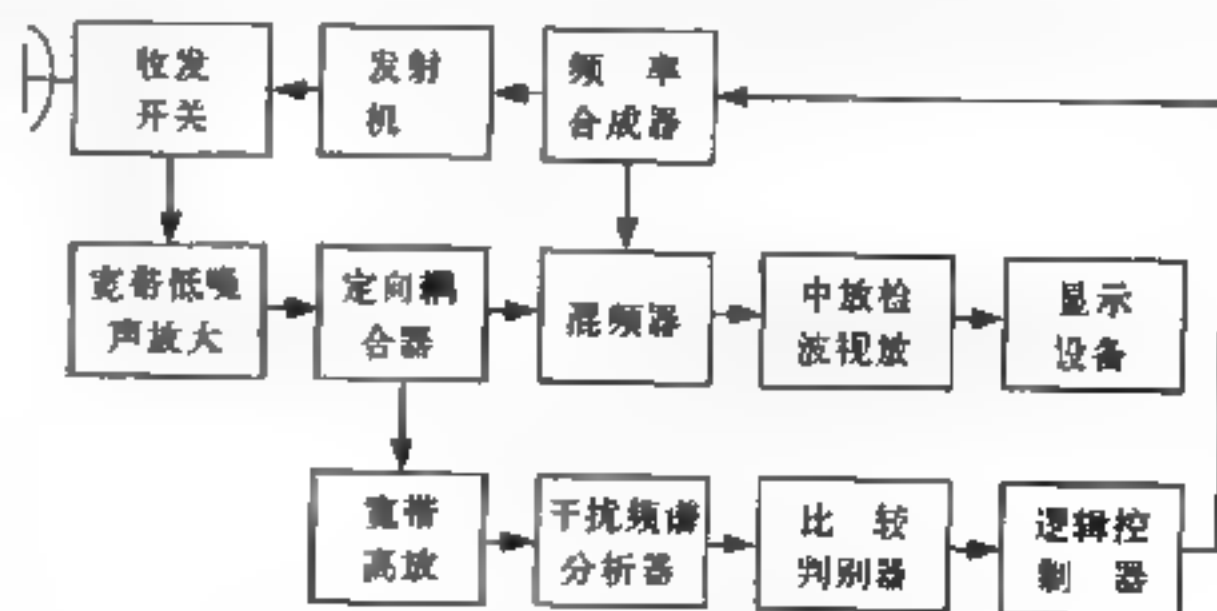 收发
开关
发射
机
频 率
合成器
宽带低噪
声放大
定向耦
合器
混频器
中放检
波视放
显示
设备
宽带
高放
干扰频谱
分析器
比 较
判别器
逻辑控
制 器